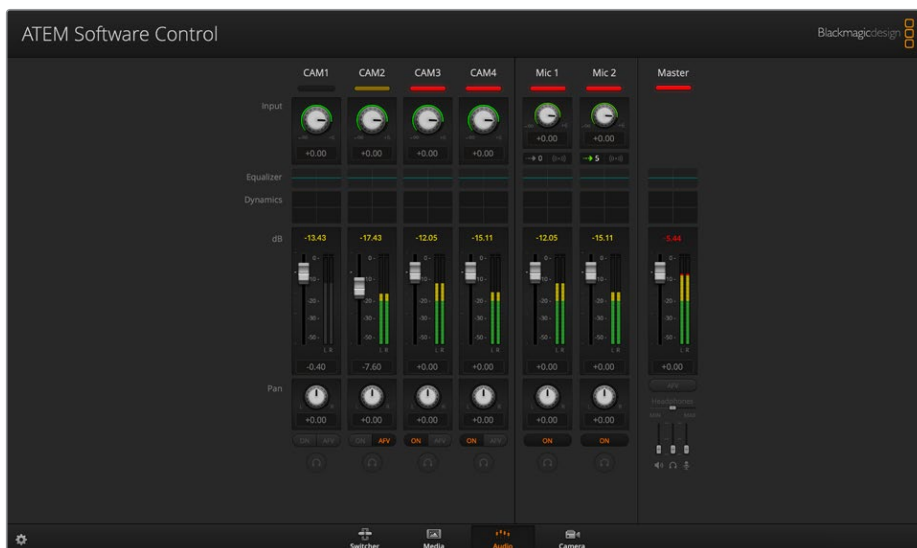 ATEM Software Control
Blackmagicdesign
CAM1 CAM2 CAM3 CAM4 Mic 1 Mic 2 Master
Input
+0.00 +0.00
+0.00 +0.00 +0.00 +0.00
0 5
Equalizer
Dynamics
dB -13.43 -17.43 -12.05 -15.11 -12.05 -15.11 -5.44
L R L R L R L R L R L R L R
-0.40 -7.60 +0.00 +0.00 +0.00 +0.00 +0.00
Pan
AFV
Headphones
+0.00 +0.00 +0.00 +0.00 +0.00 +0.00
ON AFV ON AFV ON AFV ON AFV ON ON
Switcher Media Audio Camera